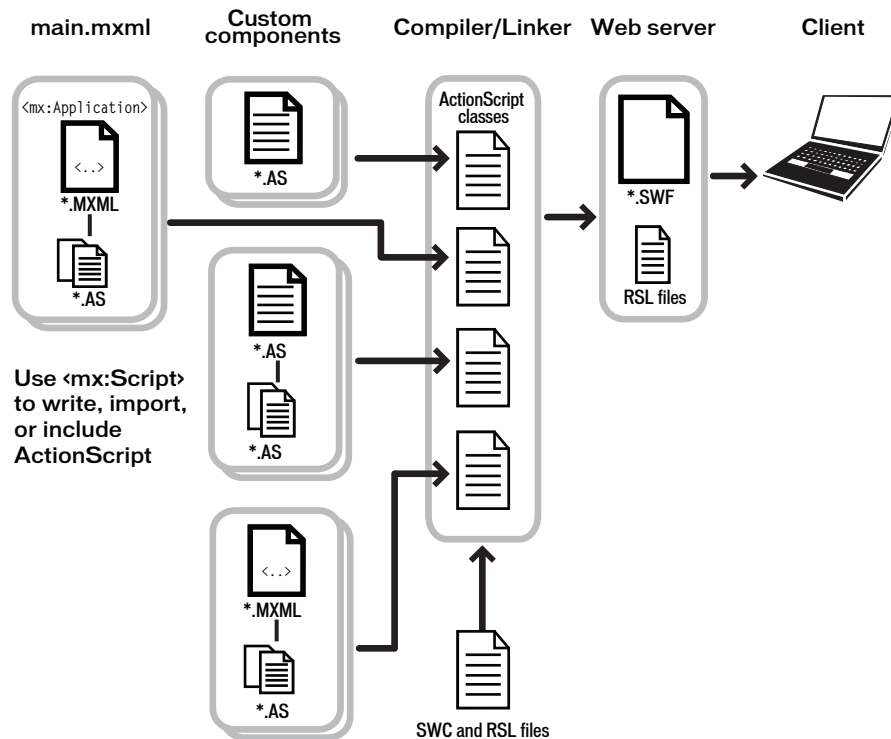 main.mxml
Custom
components
Compiler/Linker
Web server
Client
<mx:Application>
<..>
*.MXML
*.AS
Use <mx:Script>
to write, import,
or include
ActionScript
*.AS
*.AS
*.AS
<..>
*.MXML
*.AS
ActionScript
classes
SWC and RSL files
*.SWF
RSL files